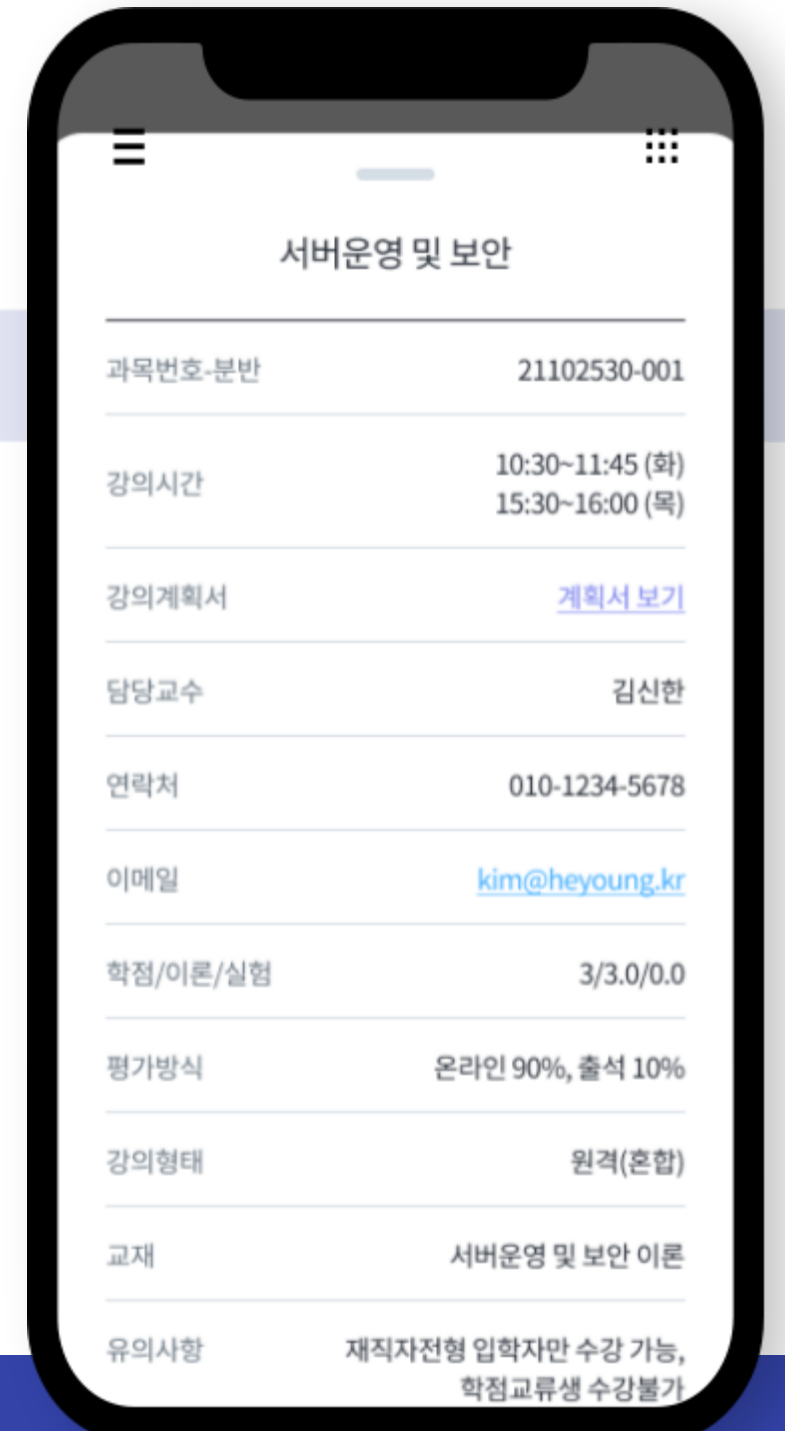 서버운영 및 보안
과목번호-분반 21102530-001
강의시간 10:30~11:45 (화)
15:30~16:00 (목)
강의계획서 계획서 보기
담당교수 김신한
연락처 010-1234-5678
이메일 kim@heyoung.kr
학점/이론/실험 3/3.0/0.0
평가방식 온라인 90%, 출석 10%
강의형태 원격(혼합)
교재 서버운영 및 보안 이론
유의사항 재직자전형 입학자만 수강 가능,
학점교류생 수강불가